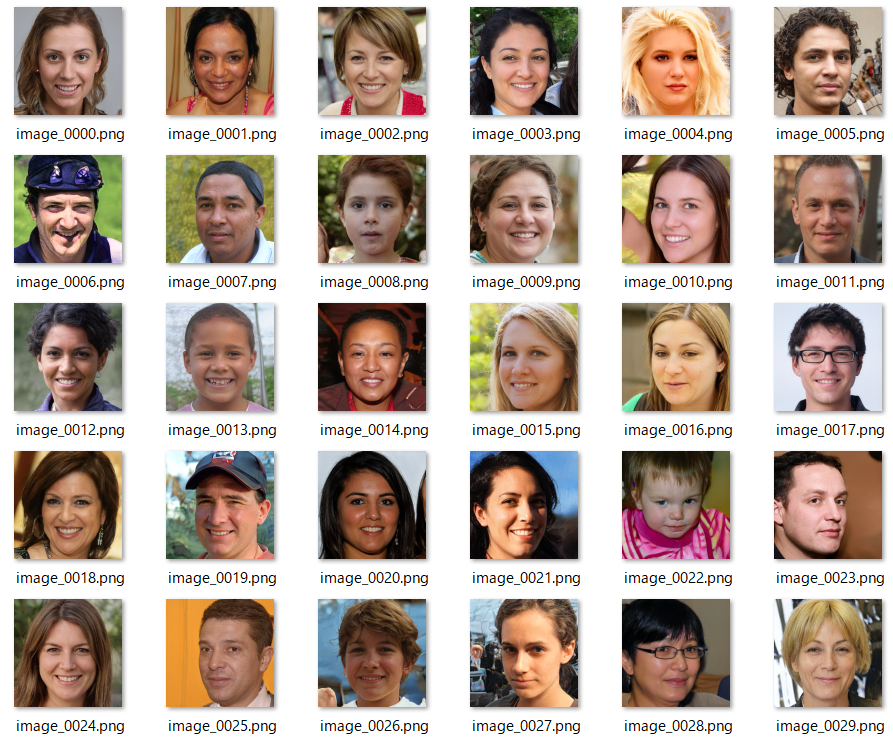 image_0000.png image_0001.png image_0002.png image_0003.png image_0004.png image_0005.png
image_0006.png image_0007.png image_0008.png image_0009.png image_0010.png image_0011.png
image_0012.png image_0013.png image_0014.png image_0015.png image_0016.png image_0017.png
image_0018.png image_0019.png image_0020.png image_0021.png image_0022.png image_0023.png
image_0024.png image_0025.png image_0026.png image_0027.png image_0028.png image_0029.png